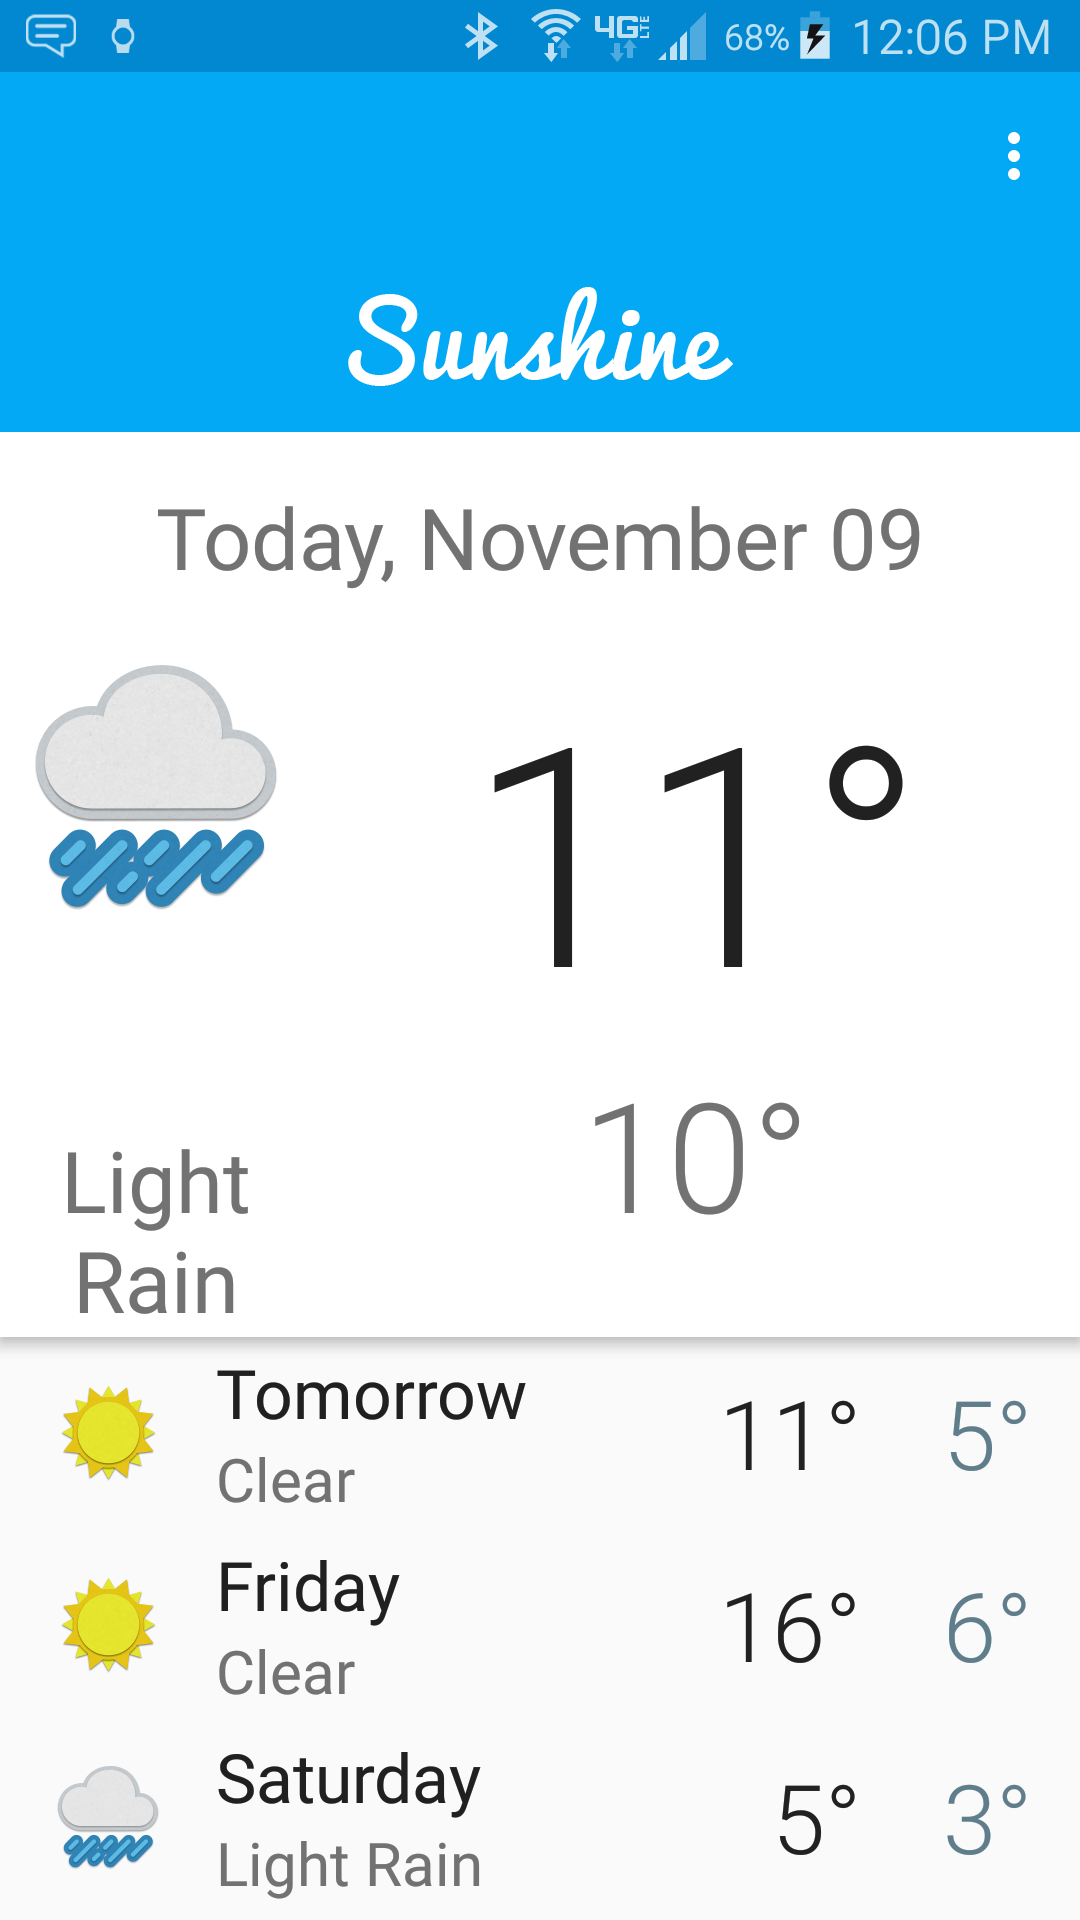 4G LTE 68% 12:06 PM
Sunshine
Today, November 09
11°
10°
Light
Rain
Tomorrow 11° 5°
Clear
Friday 16° 6°
Clear
Saturday 5° 3°
Light Rain